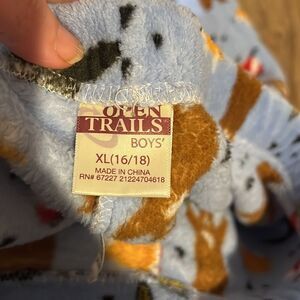 OPEN
TRAILS
BOYS'
XL(16/18)
MADE IN CHINA
RN# 67227 21224704618